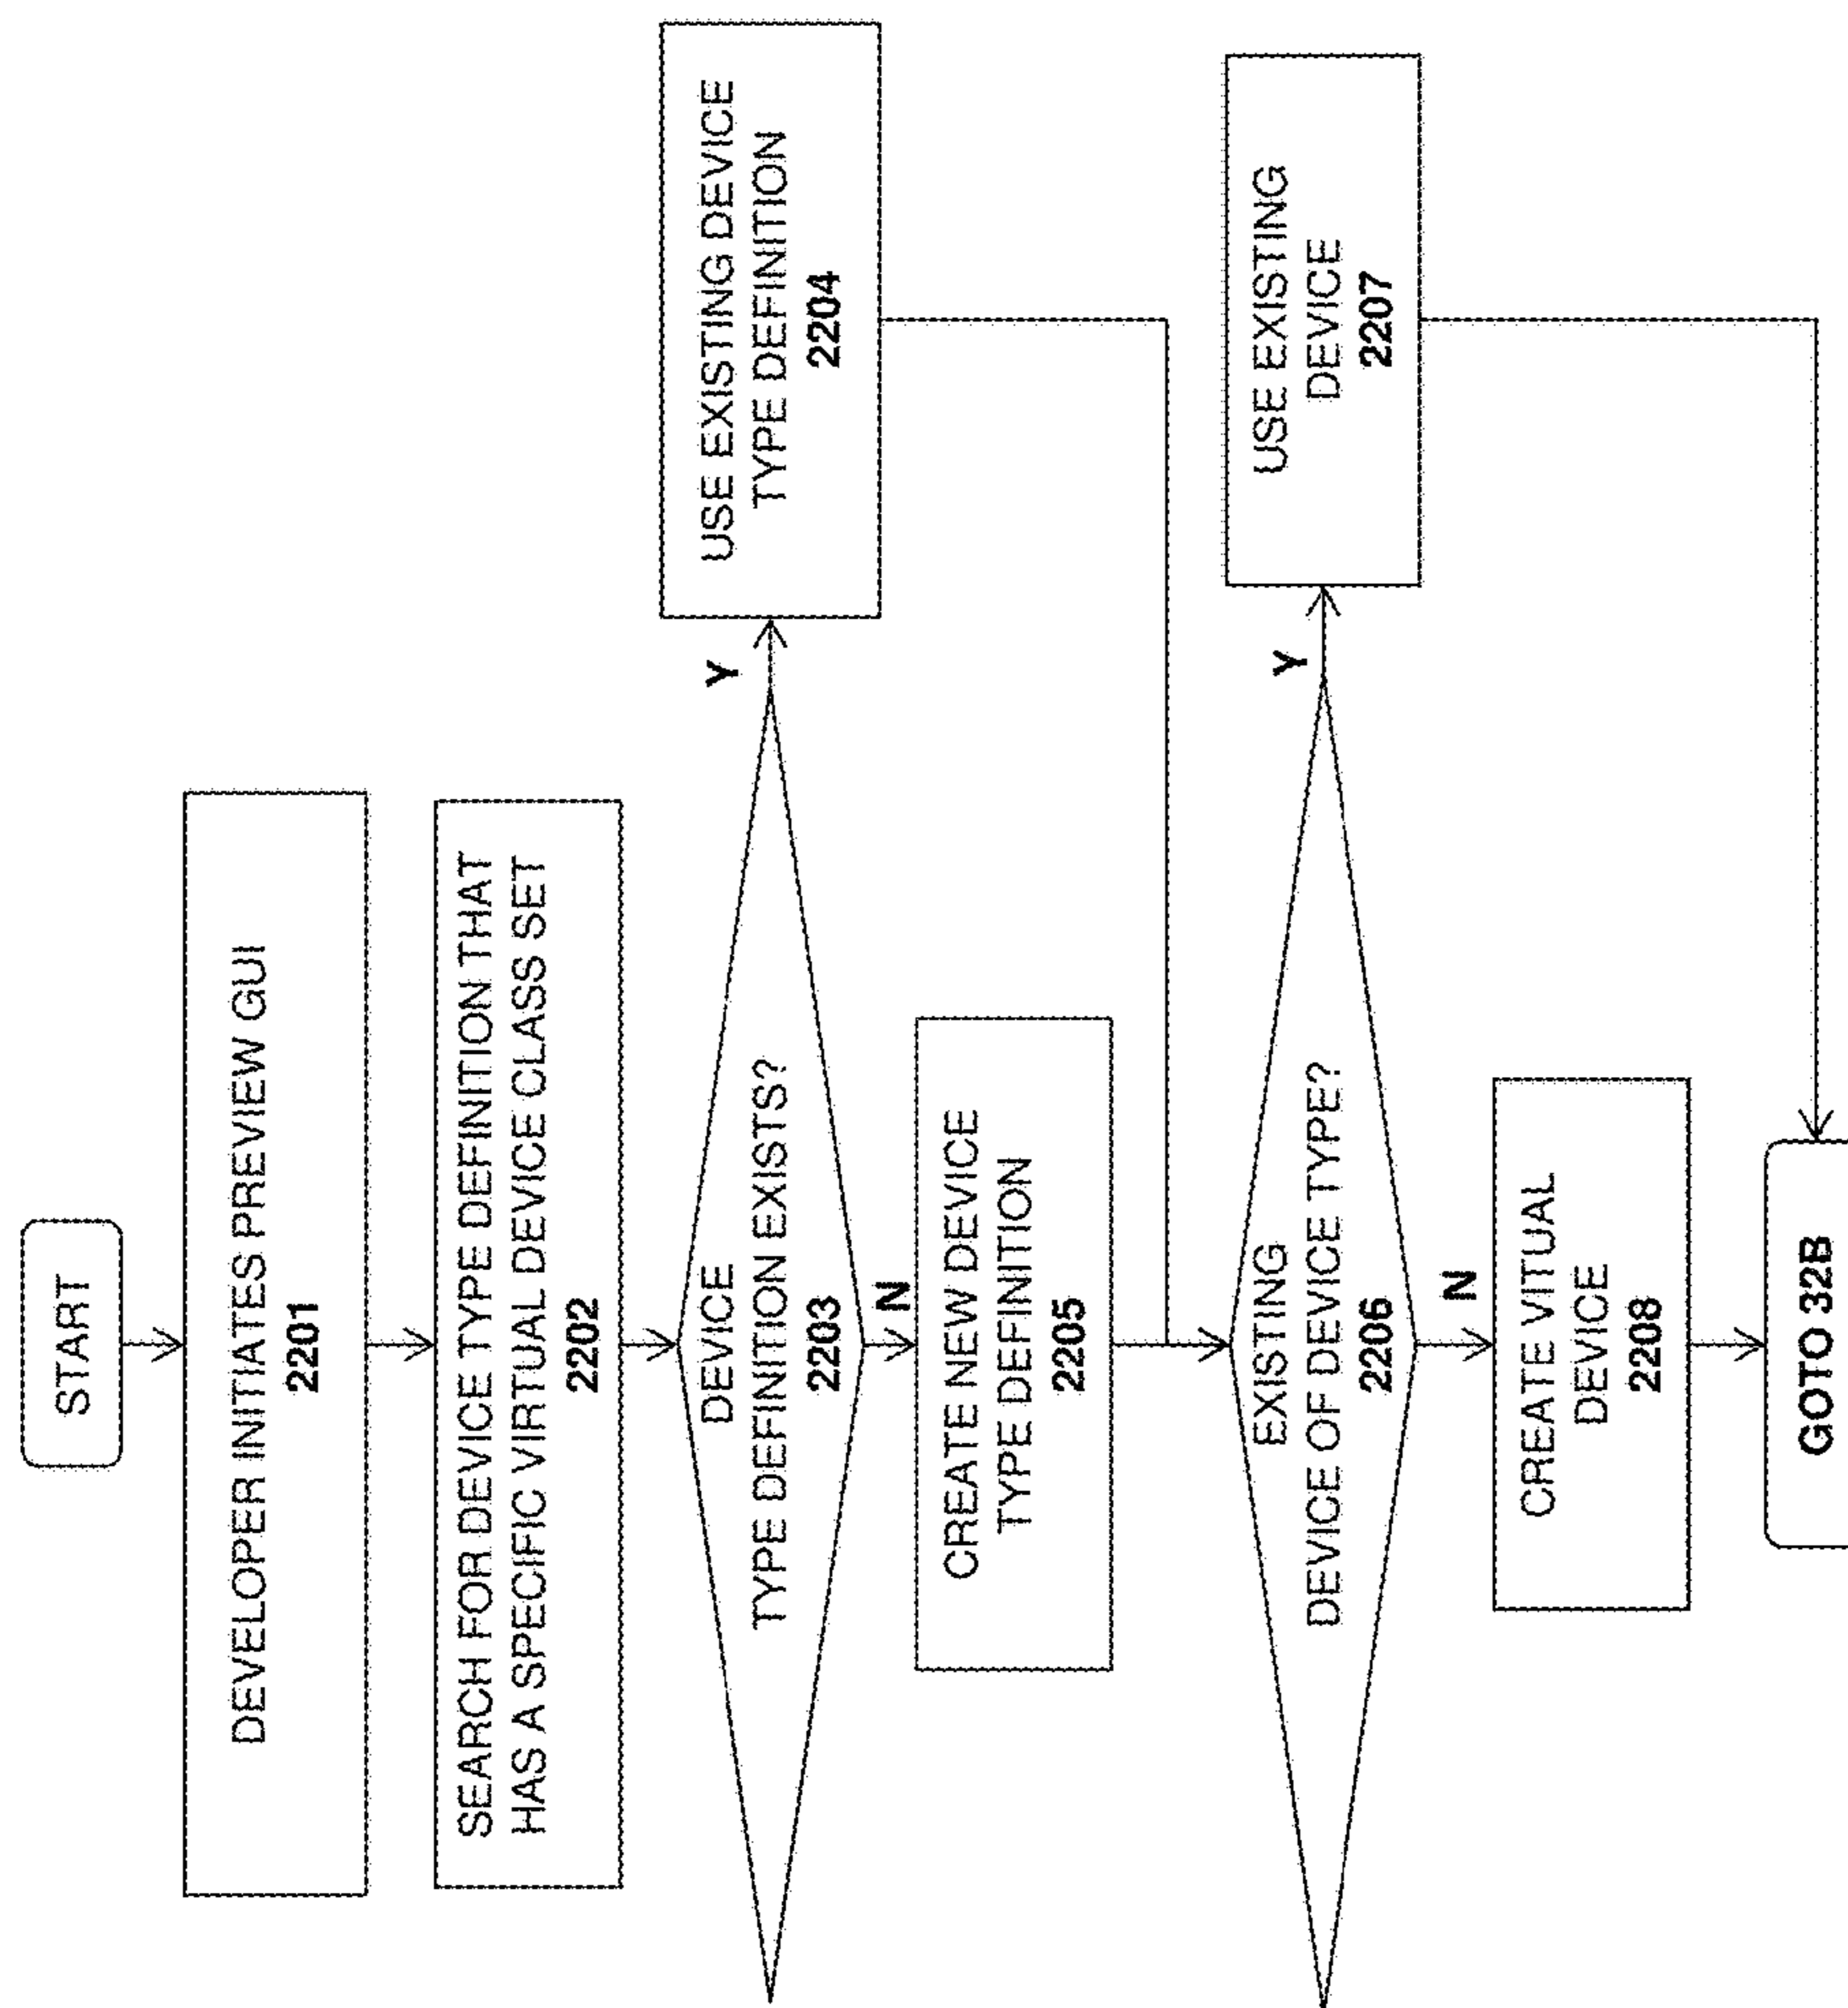 START
DEVELOPER INITIATES PREVIEW GUI
2201
SEARCH FOR DEVICE TYPE DEFINITION THAT
HAS A SPECIFIC VIRTUAL DEVICE CLASS SET
2202
DEVICE
TYPE DEFINITION EXISTS?
2203
Y
USE EXISTING DEVICE
TYPE DEFINITION
2204
N
CREATE NEW DEVICE
TYPE DEFINITION
2205
EXISTING
DEVICE OF DEVICE TYPE?
2206
Y
USE EXISTING
DEVICE
2207
N
CREATE VITUAL
DEVICE
2208
GOTO 32B